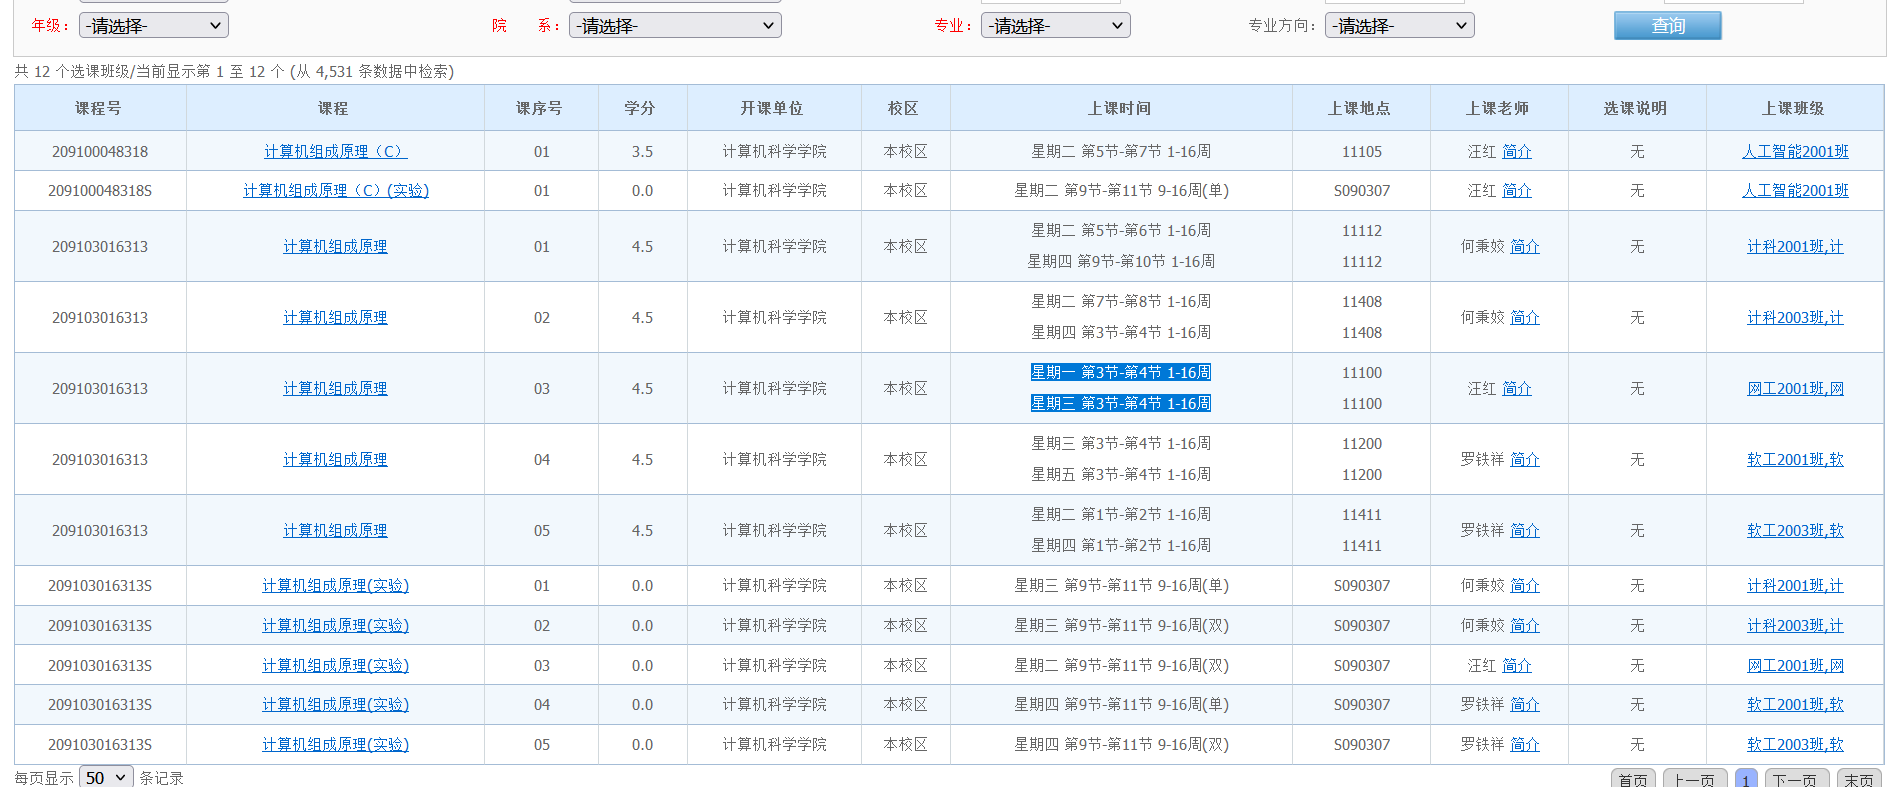 年级： -请选择- 院 系： -请选择- 专业： -请选择- 专业方向： -请选择- 查询
共 12 个选课班级/当前显示第 1 至 12 个 (从 4,531 条数据中检索)
课程号 课程 课序号 学分 开课单位 校区 上课时间 上课地点 上课老师 选课说明 上课班级
209100048318 计算机组成原理（C） 01 3.5 计算机科学学院 本校区 星期二 第5节-第7节 1-16周 11105 汪红 简介 无 人工智能2001班
209100048318S 计算机组成原理（C）(实验) 01 0.0 计算机科学学院 本校区 星期二 第9节-第11节 9-16周(单) S090307 汪红 简介 无 人工智能2001班
星期二 第5节-第6节 1-16周 11112
209103016313 计算机组成原理 01 4.5 计算机科学学院 本校区 何秉姣 简介 无 计科2001班,计
星期四 第9节-第10节 1-16周 11112
星期二 第7节-第8节 1-16周 11408
209103016313 计算机组成原理 02 4.5 计算机科学学院 本校区 何秉姣 简介 无 计科2003班,计
星期四 第3节-第4节 1-16周 11408
星期一 第3节-第4节 1-16周 11100
209103016313 计算机组成原理 03 4.5 计算机科学学院 本校区 汪红 简介 无 网工2001班,网
星期三 第3节-第4节 1-16周 11100
星期三 第3节-第4节 1-16周 11200
209103016313 计算机组成原理 04 4.5 计算机科学学院 本校区 罗铁祥 简介 无 软工2001班,软
星期五 第3节-第4节 1-16周 11200
星期二 第1节-第2节 1-16周 11411
209103016313 计算机组成原理 05 4.5 计算机科学学院 本校区 罗铁祥 简介 无 软工2003班,软
星期四 第1节-第2节 1-16周 11411
209103016313S 计算机组成原理(实验) 01 0.0 计算机科学学院 本校区 星期三 第9节-第11节 9-16周(单) S090307 何秉姣 简介 无 计科2001班,计
209103016313S 计算机组成原理(实验) 02 0.0 计算机科学学院 本校区 星期三 第9节-第11节 9-16周(双) S090307 何秉姣 简介 无 计科2003班,计
209103016313S 计算机组成原理(实验) 03 0.0 计算机科学学院 本校区 星期二 第9节-第11节 9-16周(双) S090307 汪红 简介 无 网工2001班,网
209103016313S 计算机组成原理(实验) 04 0.0 计算机科学学院 本校区 星期四 第9节-第11节 9-16周(单) S090307 罗铁祥 简介 无 软工2001班,软
209103016313S 计算机组成原理(实验) 05 0.0 计算机科学学院 本校区 星期四 第9节-第11节 9-16周(双) S090307 罗铁祥 简介 无 软工2003班,软
每页显示 50 条记录 首页 上一页 1 下一页 末页